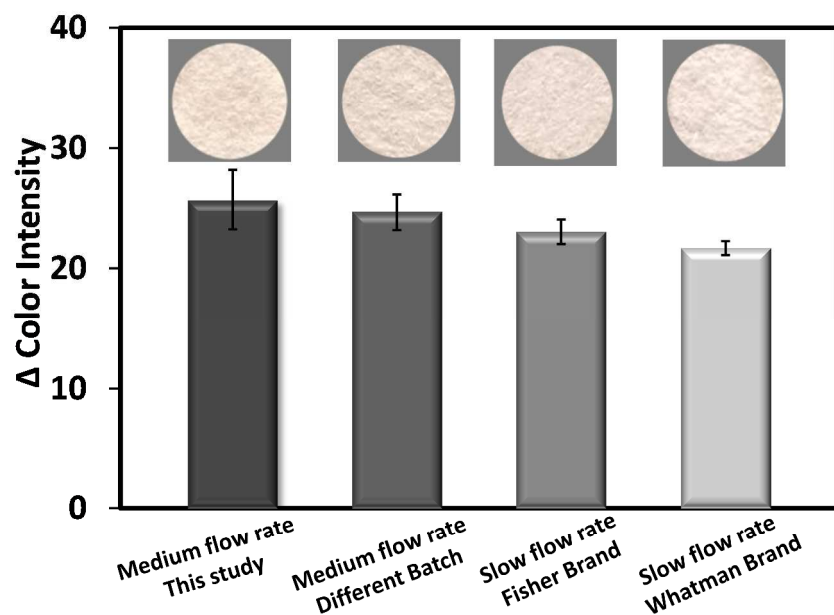 40
30
20
10
0
Δ Color Intensity
Medium flow rate
This study
Medium flow rate
Different Batch
Slow flow rate
Fisher Brand
Slow flow rate
Whatman Brand